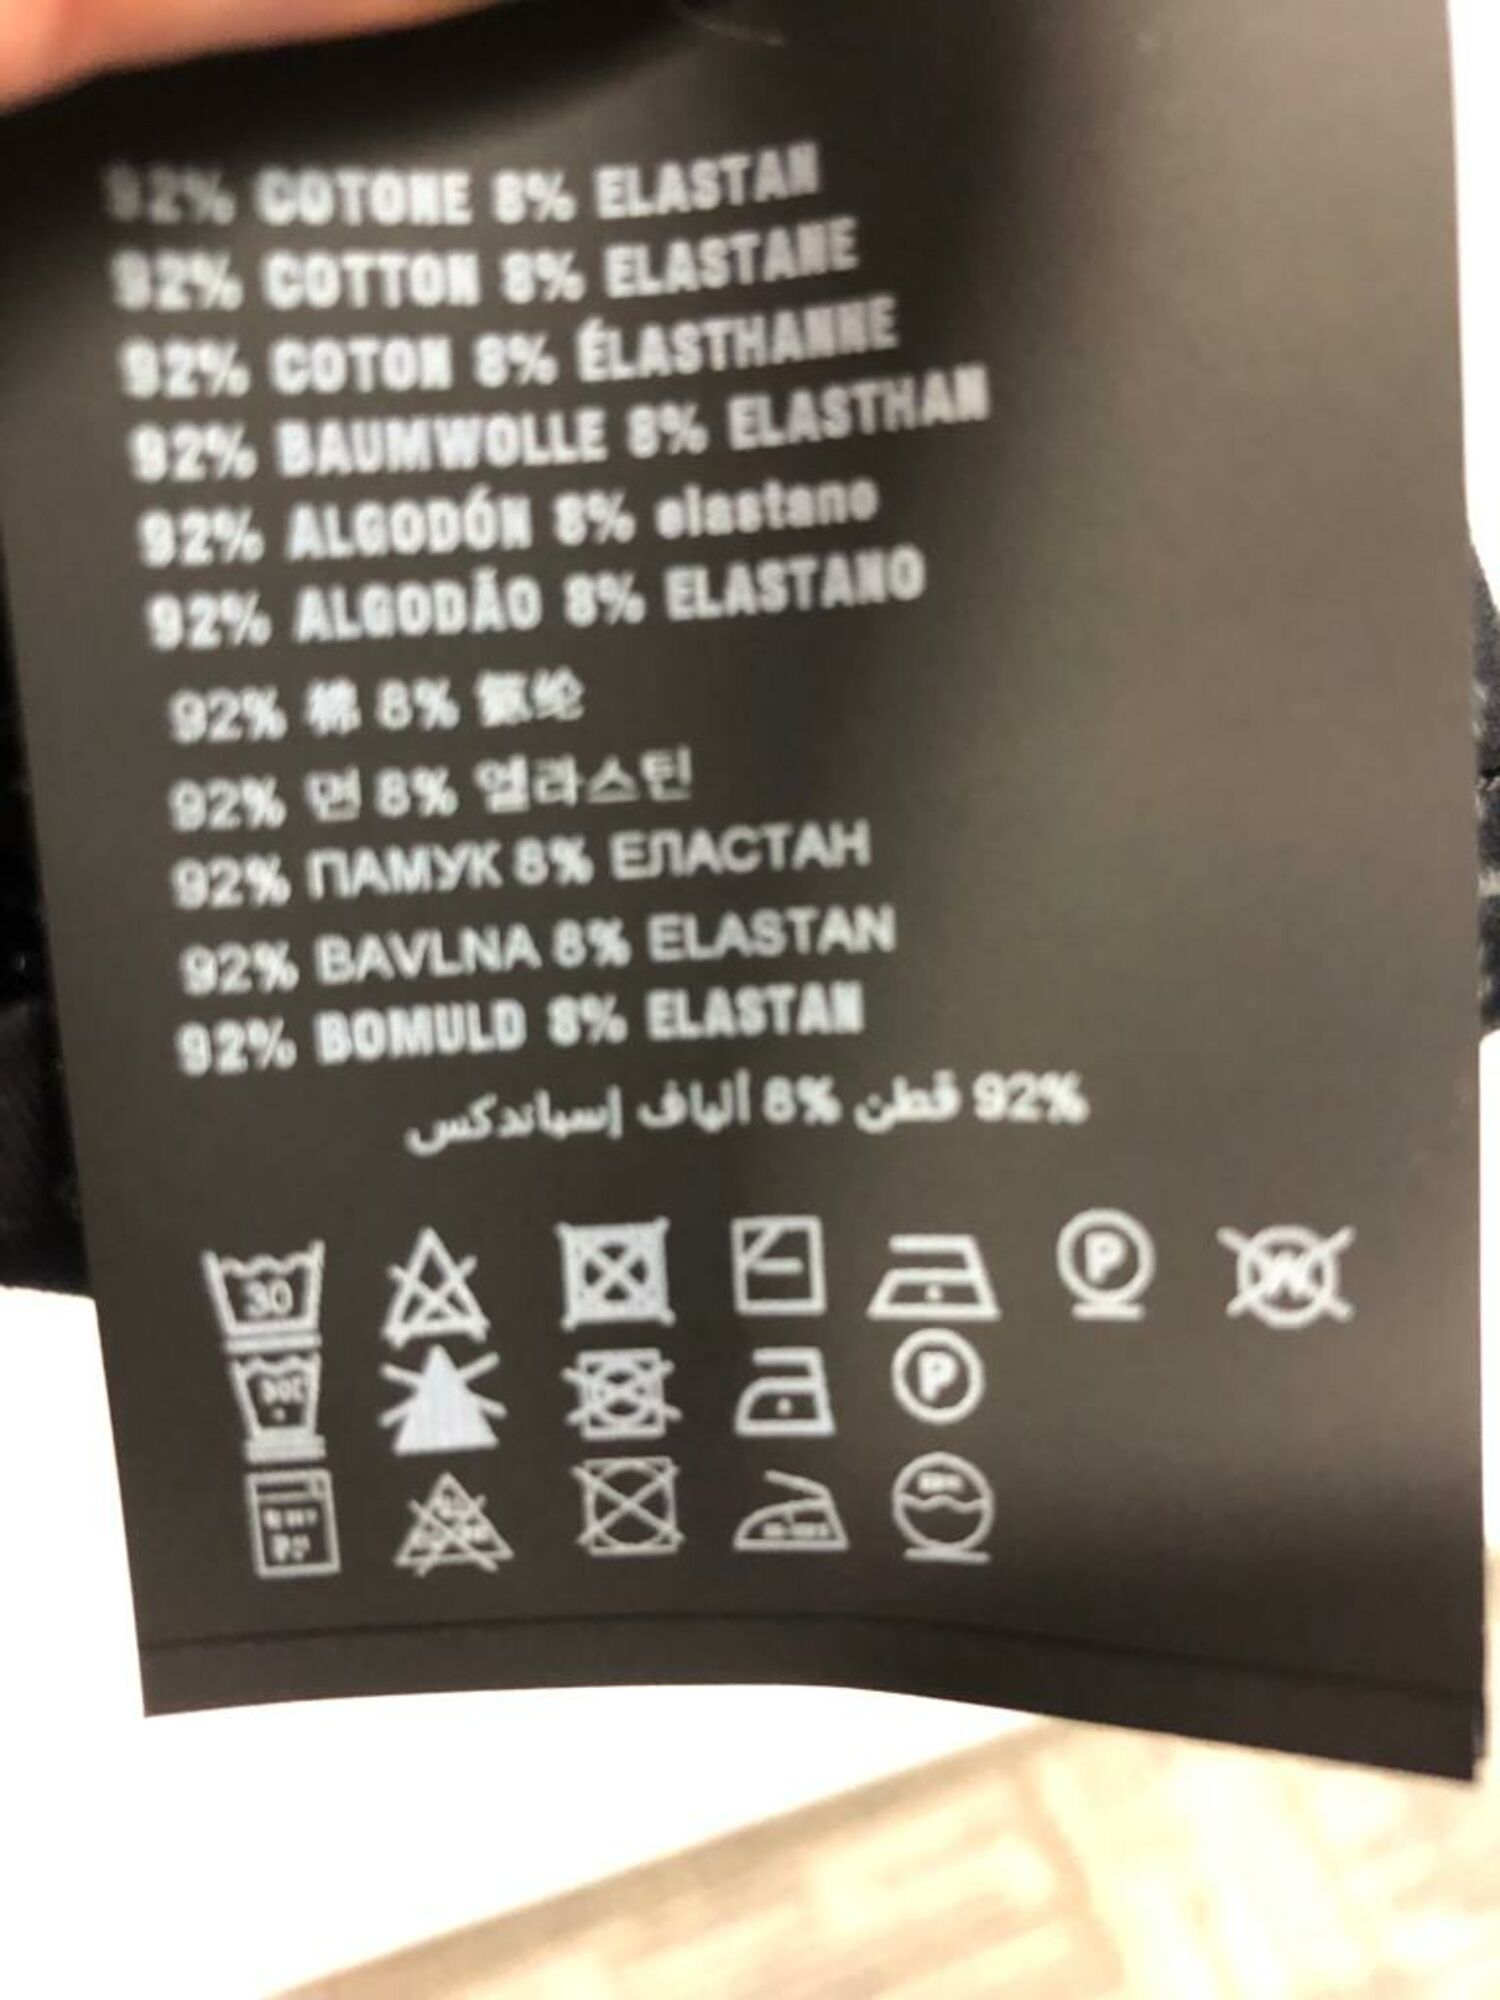 92% COTONE 8% ELASTAN
92% COTTON 8% ELASTANE
92% COTON 8% ÉLASTHANNE
92% BAUMWOLLE 8% ELASTHAN
92% ALGODÓN 8% elastano
92% ALGODÃO 8% ELASTANO
92% 棉 8% 氨纶
92% 면 8% 엘라스틴
92% ПАМУК 8% ЕЛАСТАН
92% BAVLNA 8% ELASTAN
92% BOMULD 8% ELASTAN
92% قطن 8% ألياف إسباندكس
30 P W
P